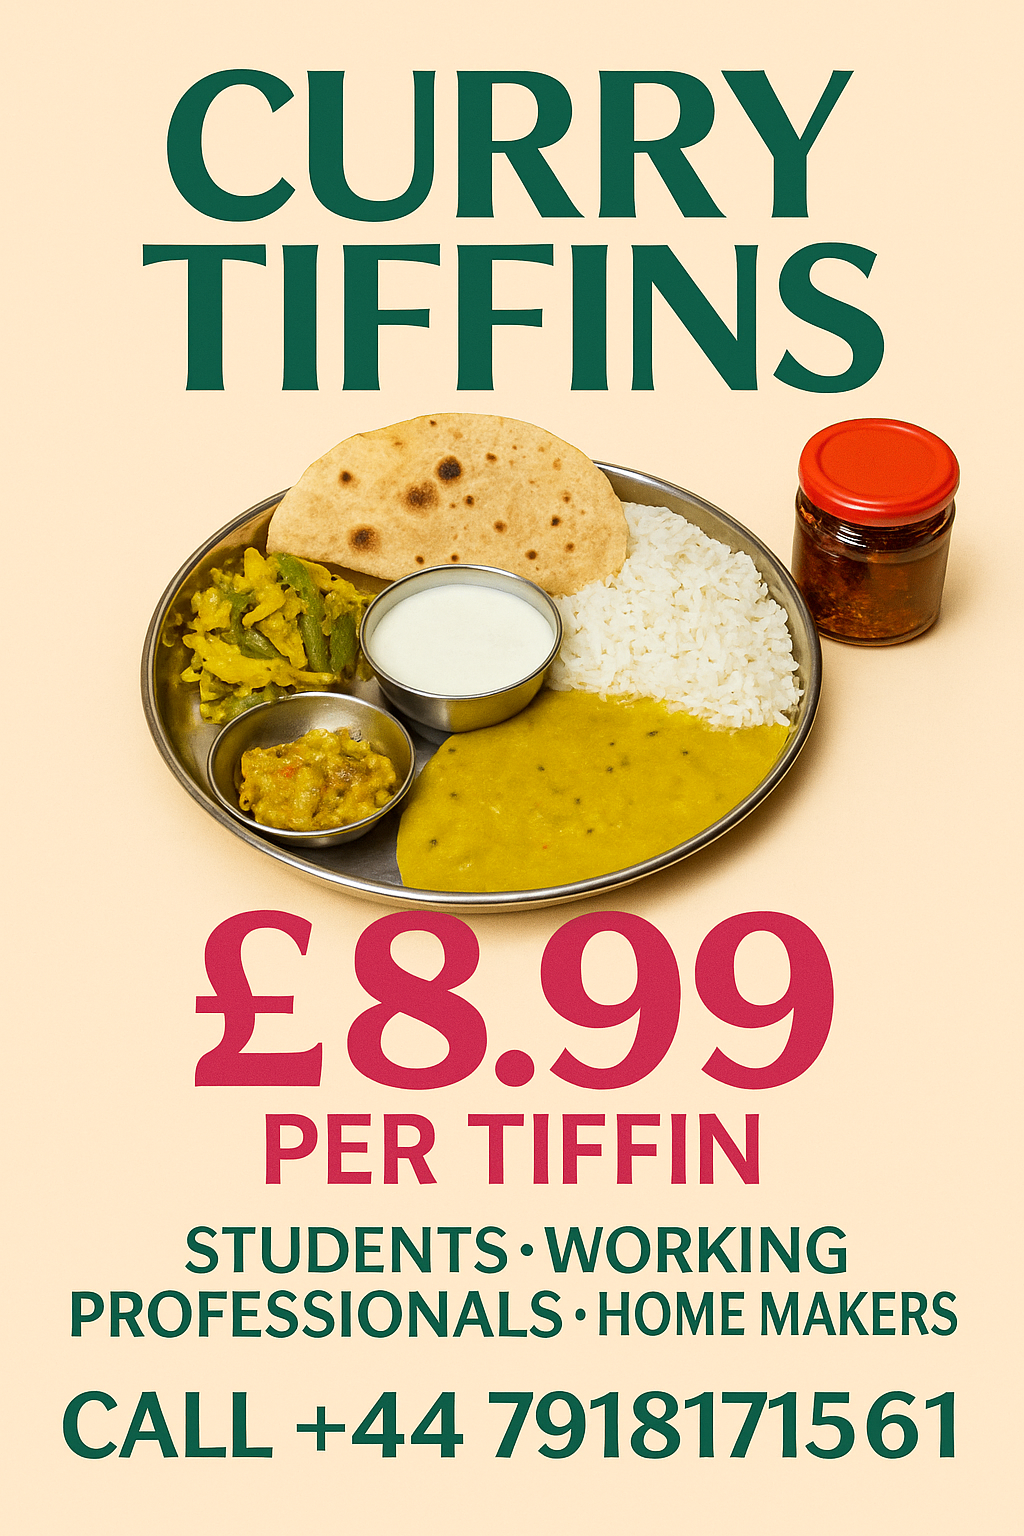 CURRY
TIFFINS
£8.99
PER TIFFIN
STUDENTS·WORKING
PROFESSIONALS·HOME MAKERS
CALL +44 7918171561